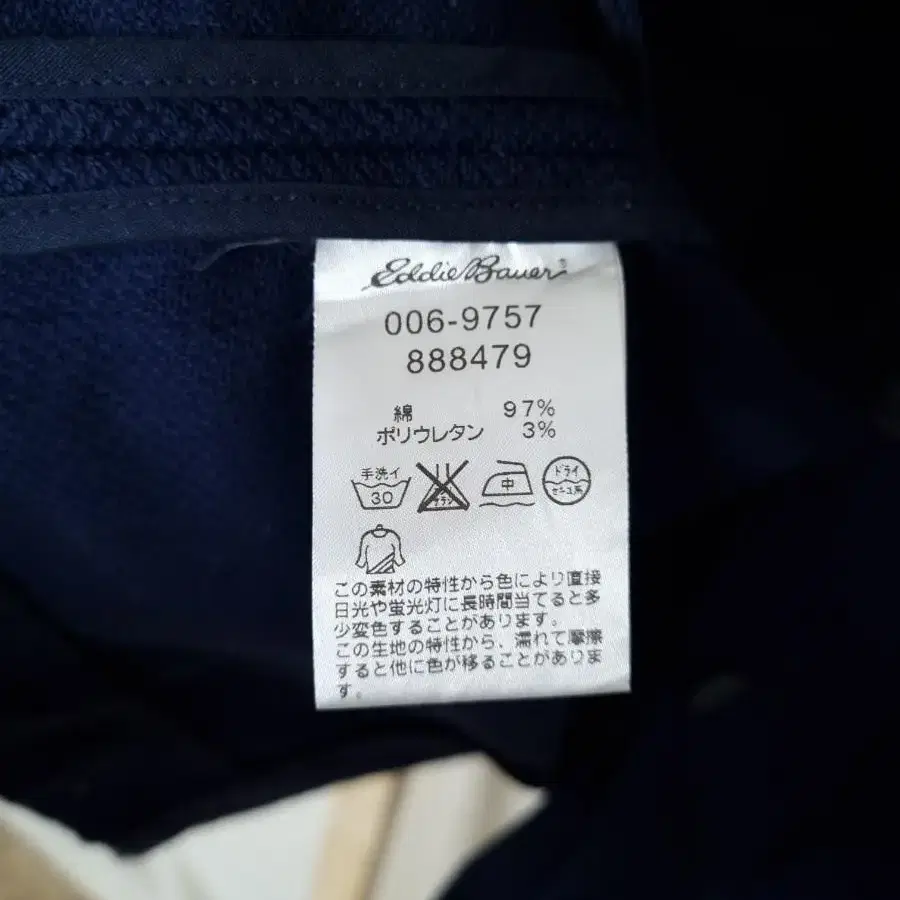 Eddie Bauer
006-9757
888479
綿 97%
ポリウレタン 3%
手洗イ
30
中
ドライ
セキユ系
この素材の特性から色により直接
日光や蛍光灯に長時間当てると多
少変色することがあります。
この生地の特性から、濡れて摩擦
すると他に色が移ることがありま
す。